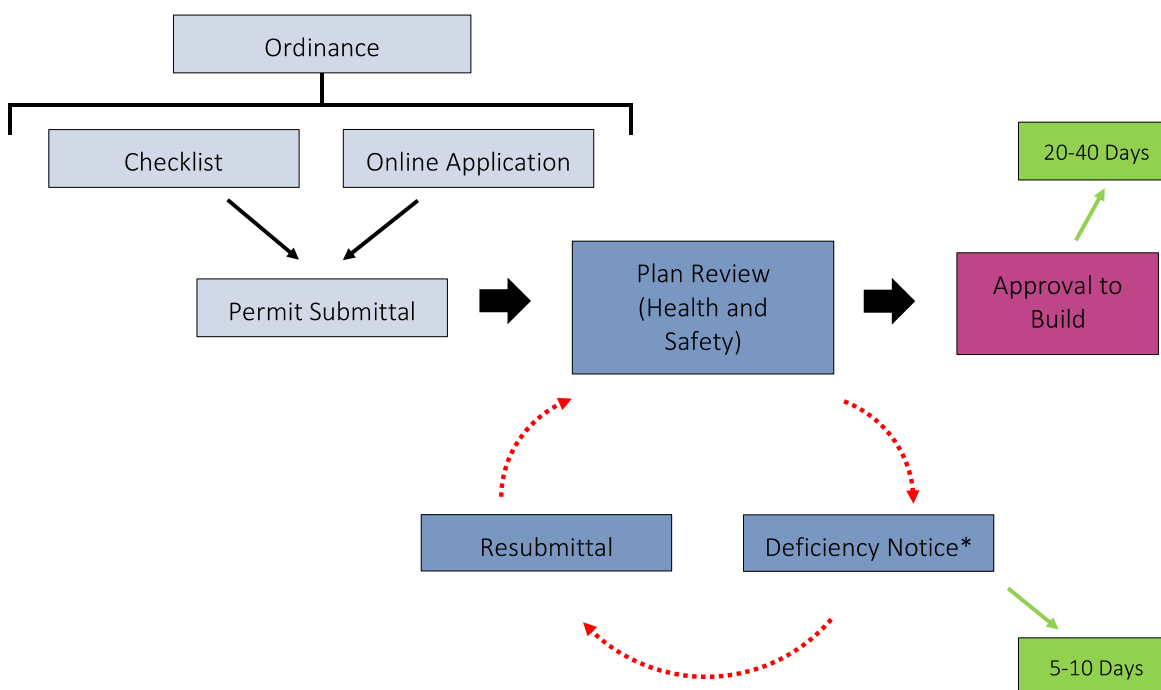 Ordinance
Checklist
Online Application
20-40 Days
Permit Submittal
Plan Review
(Health and
Safety)
Approval to
Build
Resubmittal
Deficiency Notice*
5-10 Days